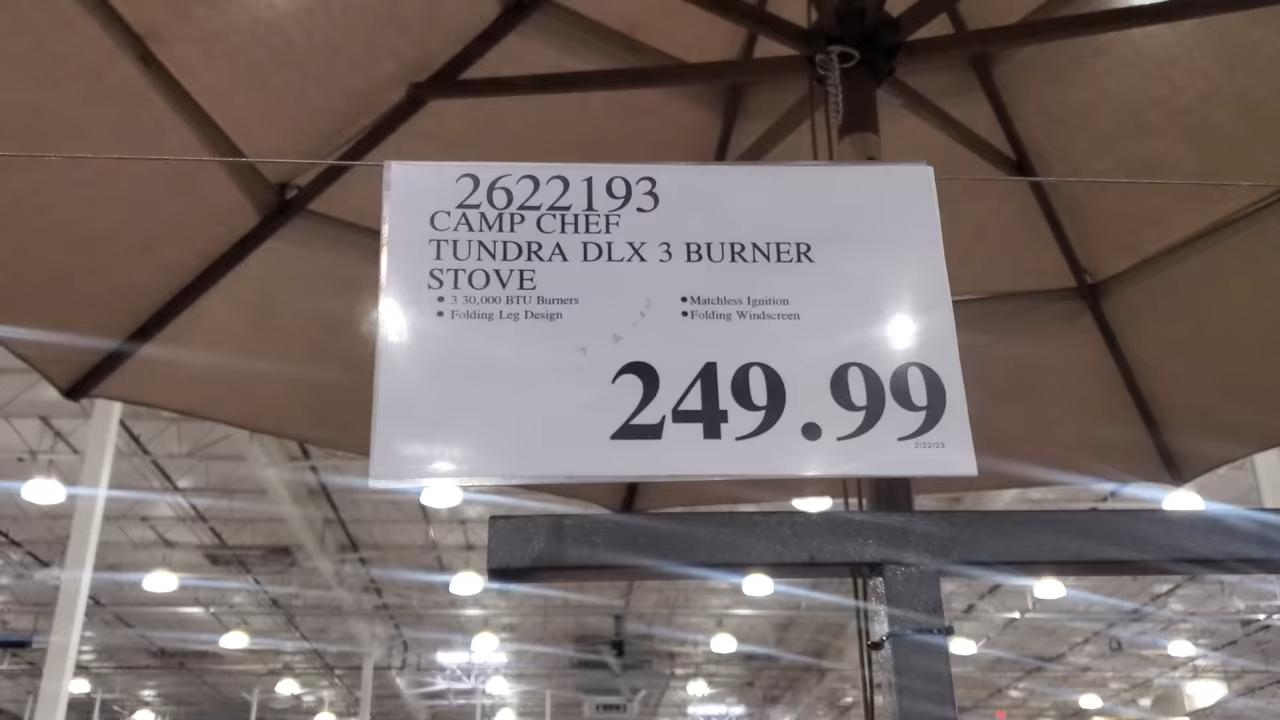 2622193
CAMP CHEF
TUNDRA DLX 3 BURNER
STOVE
• 3 30,000 BTU Burners
• Folding Leg Design
• Matchless Ignition
• Folding Windscreen
249.99
2/22/23